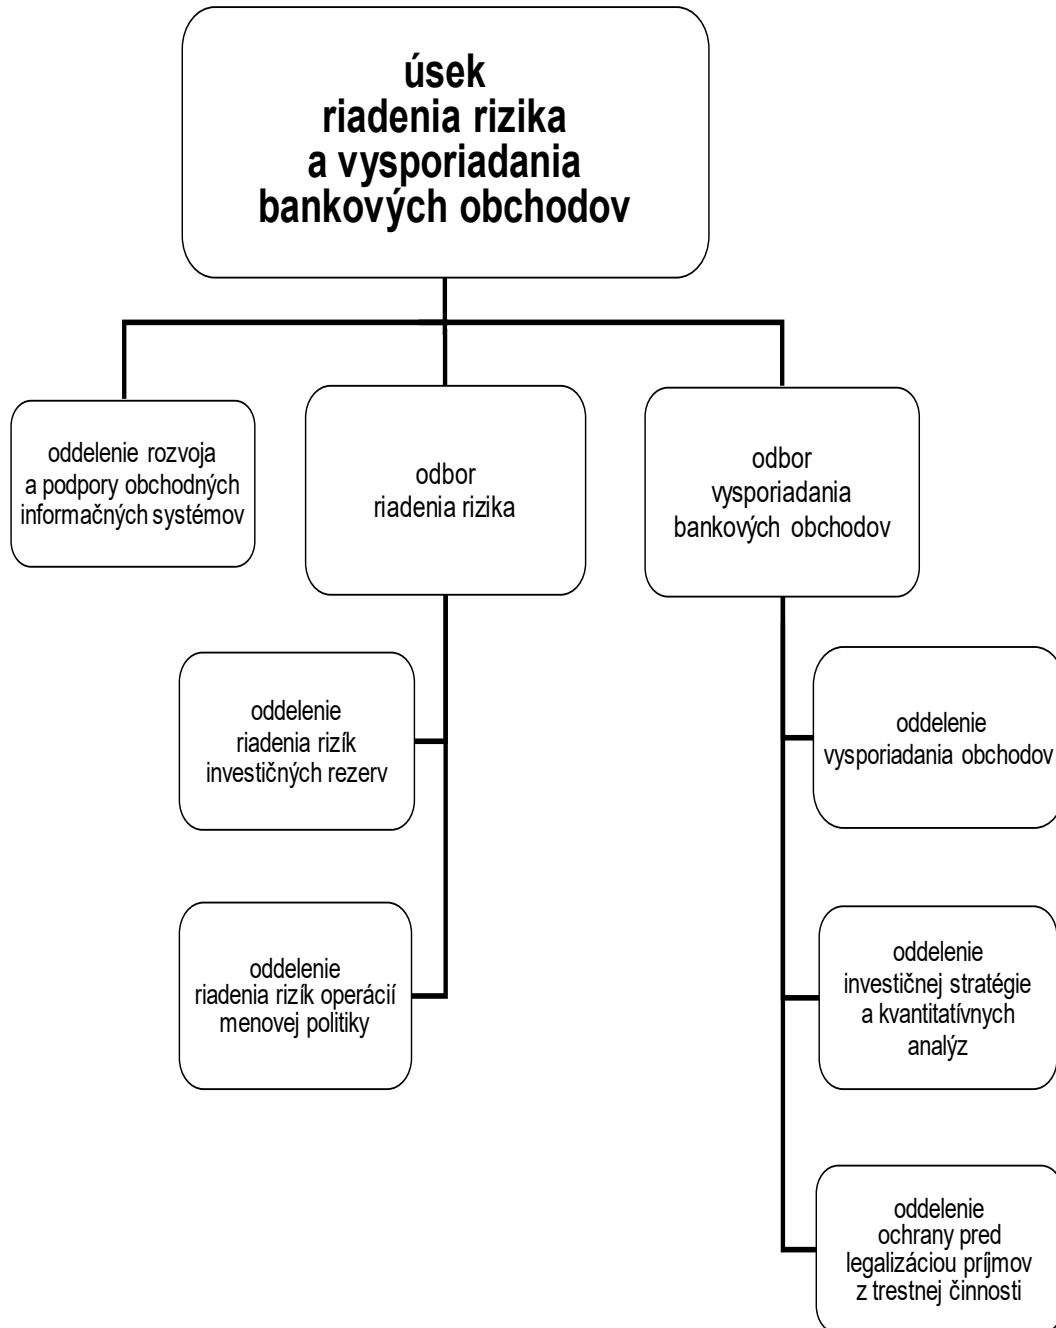 úsek
riadenia rizika
a vysporiadania
bankových obchodov
oddelenie rozvoja
a podpory obchodných
informačných systémov
odbor
riadenia rizika
odbor
vysporiadania
bankových obchodov
oddelenie
riadenia rizík
investičných rezerv
oddelenie
riadenia rizík operácií
menovej politiky
oddelenie
vysporiadania obchodov
oddelenie
investičnej stratégie
a kvantitatívnych
analýz
oddelenie
ochrany pred
legalizáciou príjmov
z trestnej činnosti